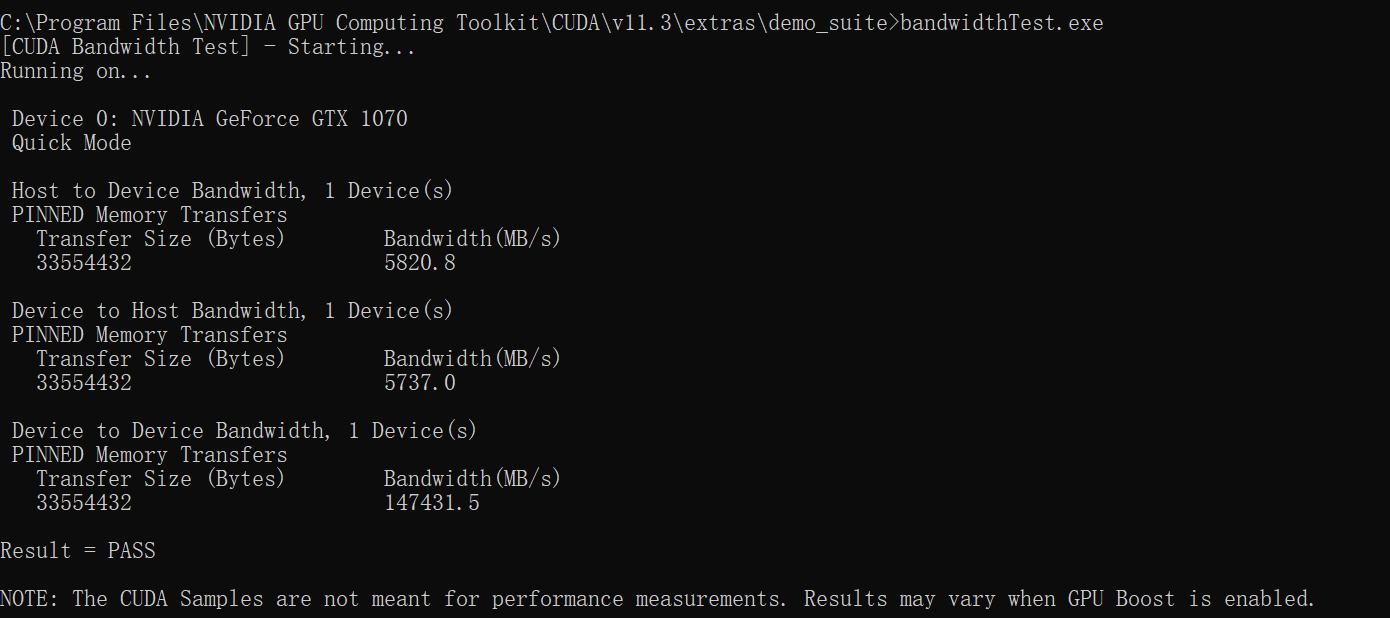 C:\Program Files\NVIDIA GPU Computing Toolkit\CUDA\v11.3\extras\demo_suite>bandwidthTest.exe
[CUDA Bandwidth Test] - Starting...
Running on...
Device 0: NVIDIA GeForce GTX 1070
Quick Mode
Host to Device Bandwidth, 1 Device(s)
PINNED Memory Transfers
Transfer Size (Bytes) Bandwidth(MB/s)
33554432 5820.8
Device to Host Bandwidth, 1 Device(s)
PINNED Memory Transfers
Transfer Size (Bytes) Bandwidth(MB/s)
33554432 5737.0
Device to Device Bandwidth, 1 Device(s)
PINNED Memory Transfers
Transfer Size (Bytes) Bandwidth(MB/s)
33554432 147431.5
Result = PASS
NOTE: The CUDA Samples are not meant for performance measurements. Results may vary when GPU Boost is enabled.